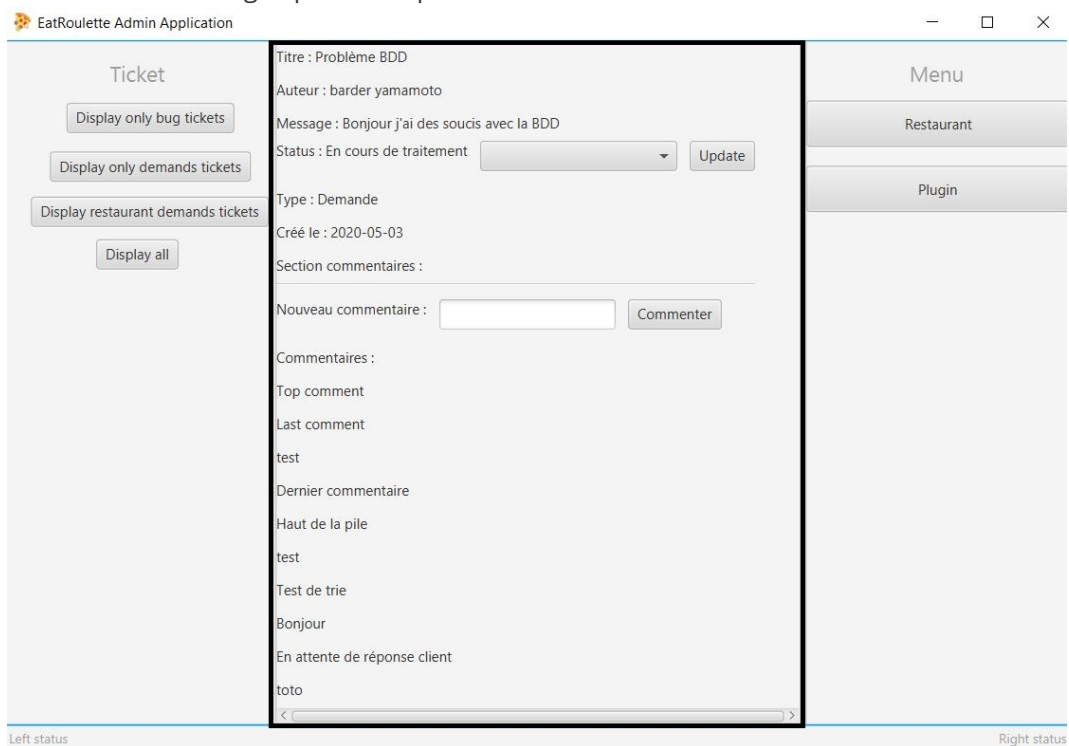 EatRoulette Admin Application
Ticket
Display only bug tickets
Display only demands tickets
Display restaurant demands tickets
Display all
Titre : Problème BDD
Auteur : barder yamamoto
Message : Bonjour j'ai des soucis avec la BDD
Status : En cours de traitement
Update
Type : Demande
Créé le : 2020-05-03
Section commentaires :
Nouveau commentaire :
Commenter
Commentaires :
Top comment
Last comment
test
Dernier commentaire
Haut de la pile
test
Test de trie
Bonjour
En attente de réponse client
toto
Menu
Restaurant
Plugin
Left status
Right status